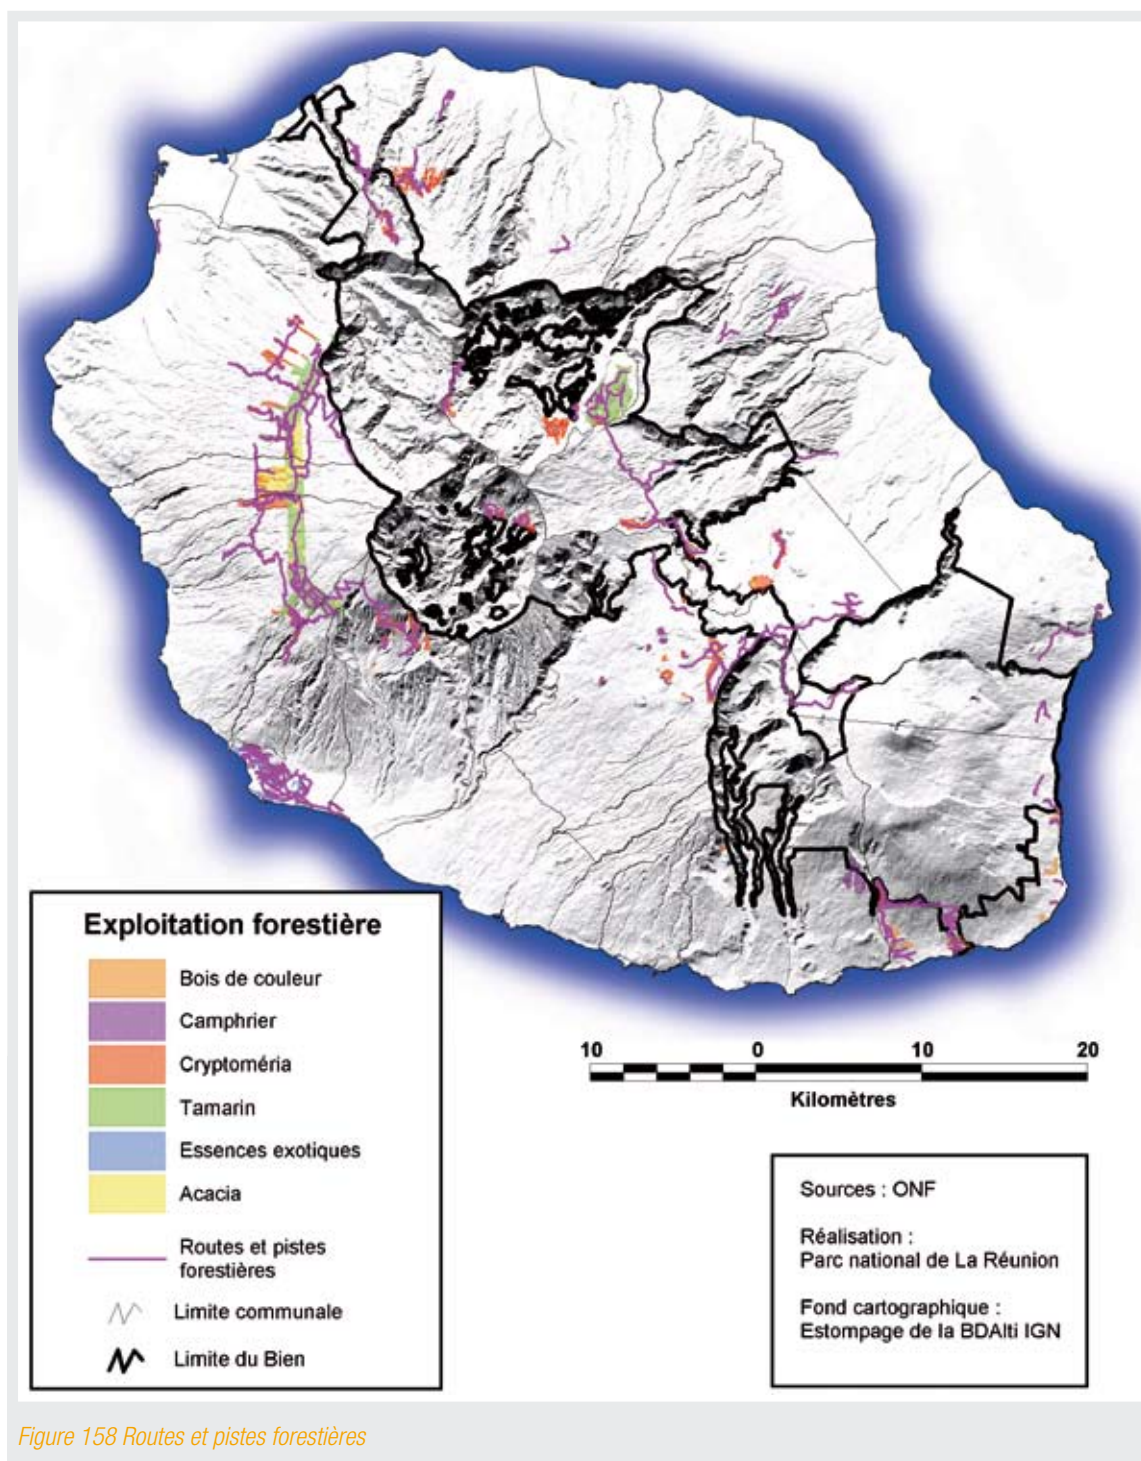 Exploitation forestière
Bois de couleur
Camphrier
Cryptoméria
Tamarin
Essences exotiques
Acacia
Routes et pistes
forestières
Limite communale
Limite du Bien
10 0 10 20
Kilomètres
Sources : ONF
Réalisation :
Parc national de La Réunion
Fond cartographique :
Estompage de la BDAlti IGN
Figure 158 Routes et pistes forestières